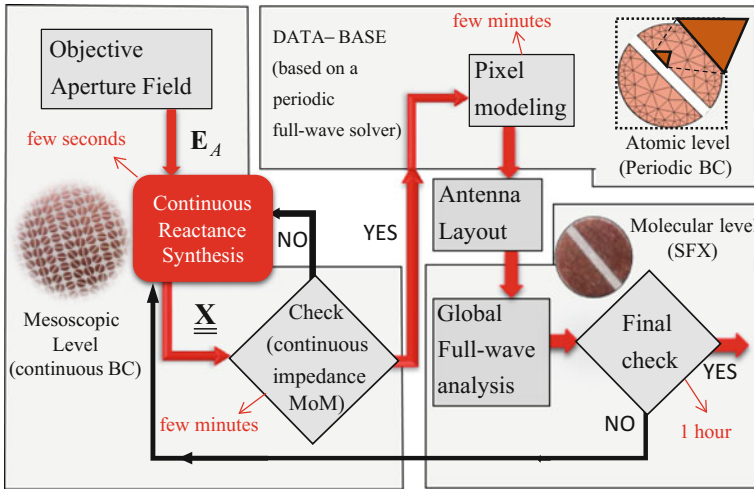 Objective
Aperture Field
E_A
few seconds
Continuous
Reactance
Synthesis
NO
Mesoscopic
Level
(continuous BC)
X
Check
(continuous
impedance
MoM)
few minutes
YES
DATA– BASE
(based on a
periodic
full-wave solver)
few minutes
Pixel
modeling
Atomic level
(Periodic BC)
Antenna
Layout
Molecular level
(SFX)
Global
Full-wave
analysis
Final
check
YES
NO
1 hour